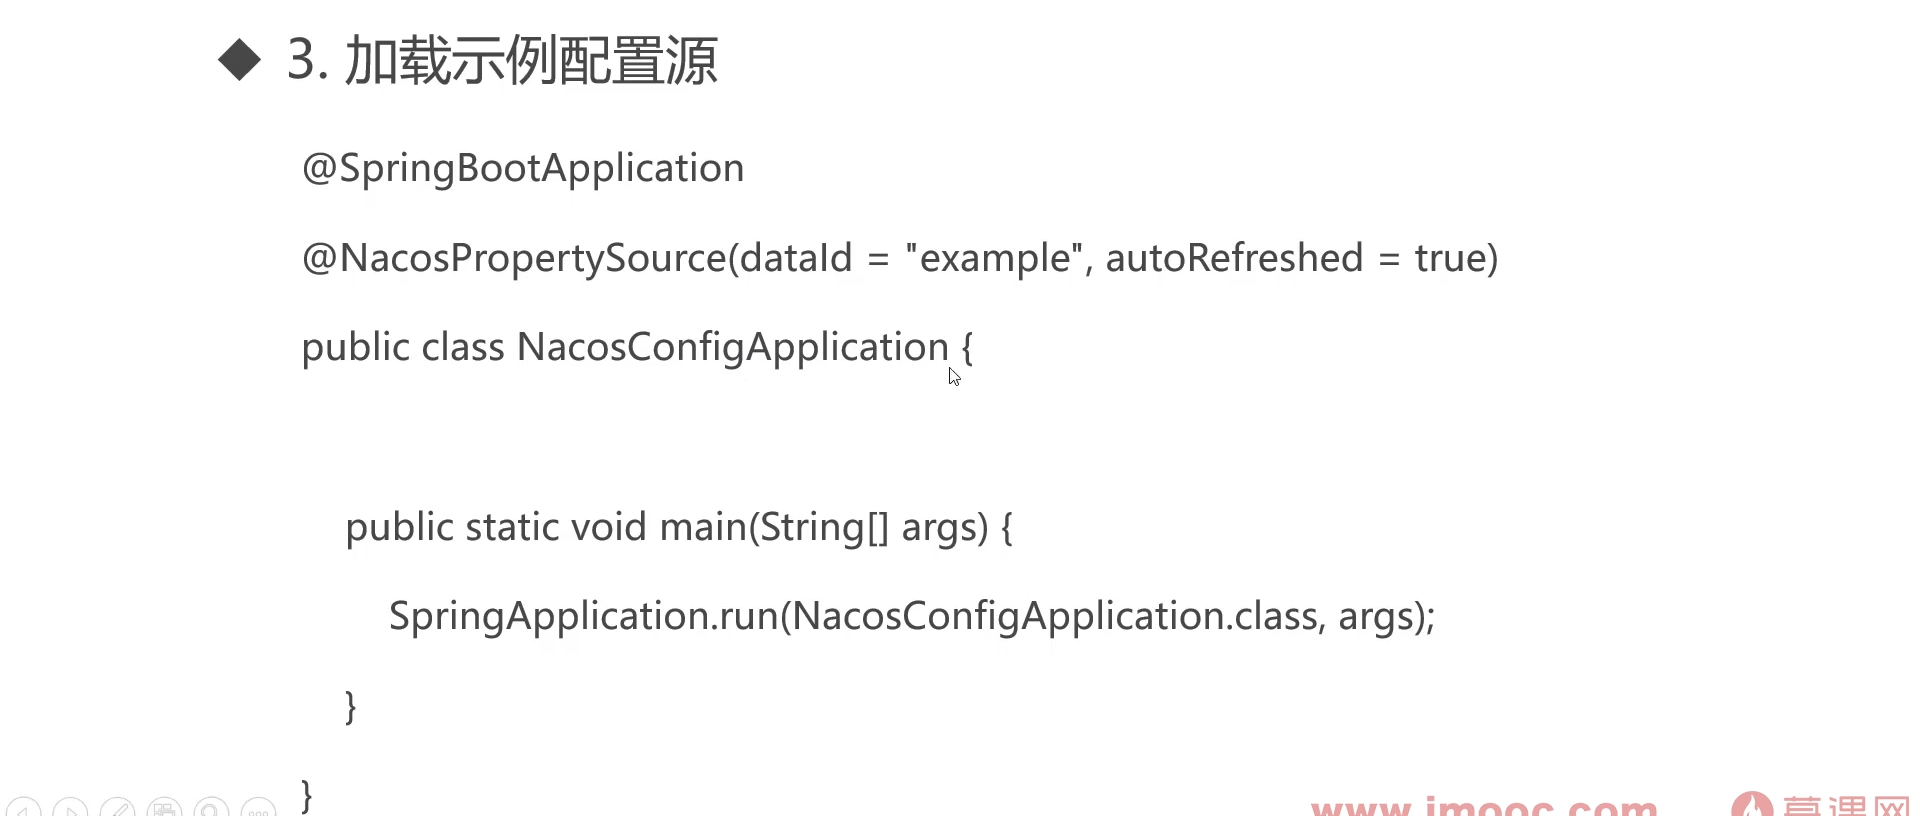 ◆ 3. 加载示例配置源
@SpringBootApplication
@NacosPropertySource(dataId = "example", autoRefreshed = true)
public class NacosConfigApplication {
public static void main(String[] args) {
SpringApplication.run(NacosConfigApplication.class, args);
}
}
www.imooc.com 慕课网